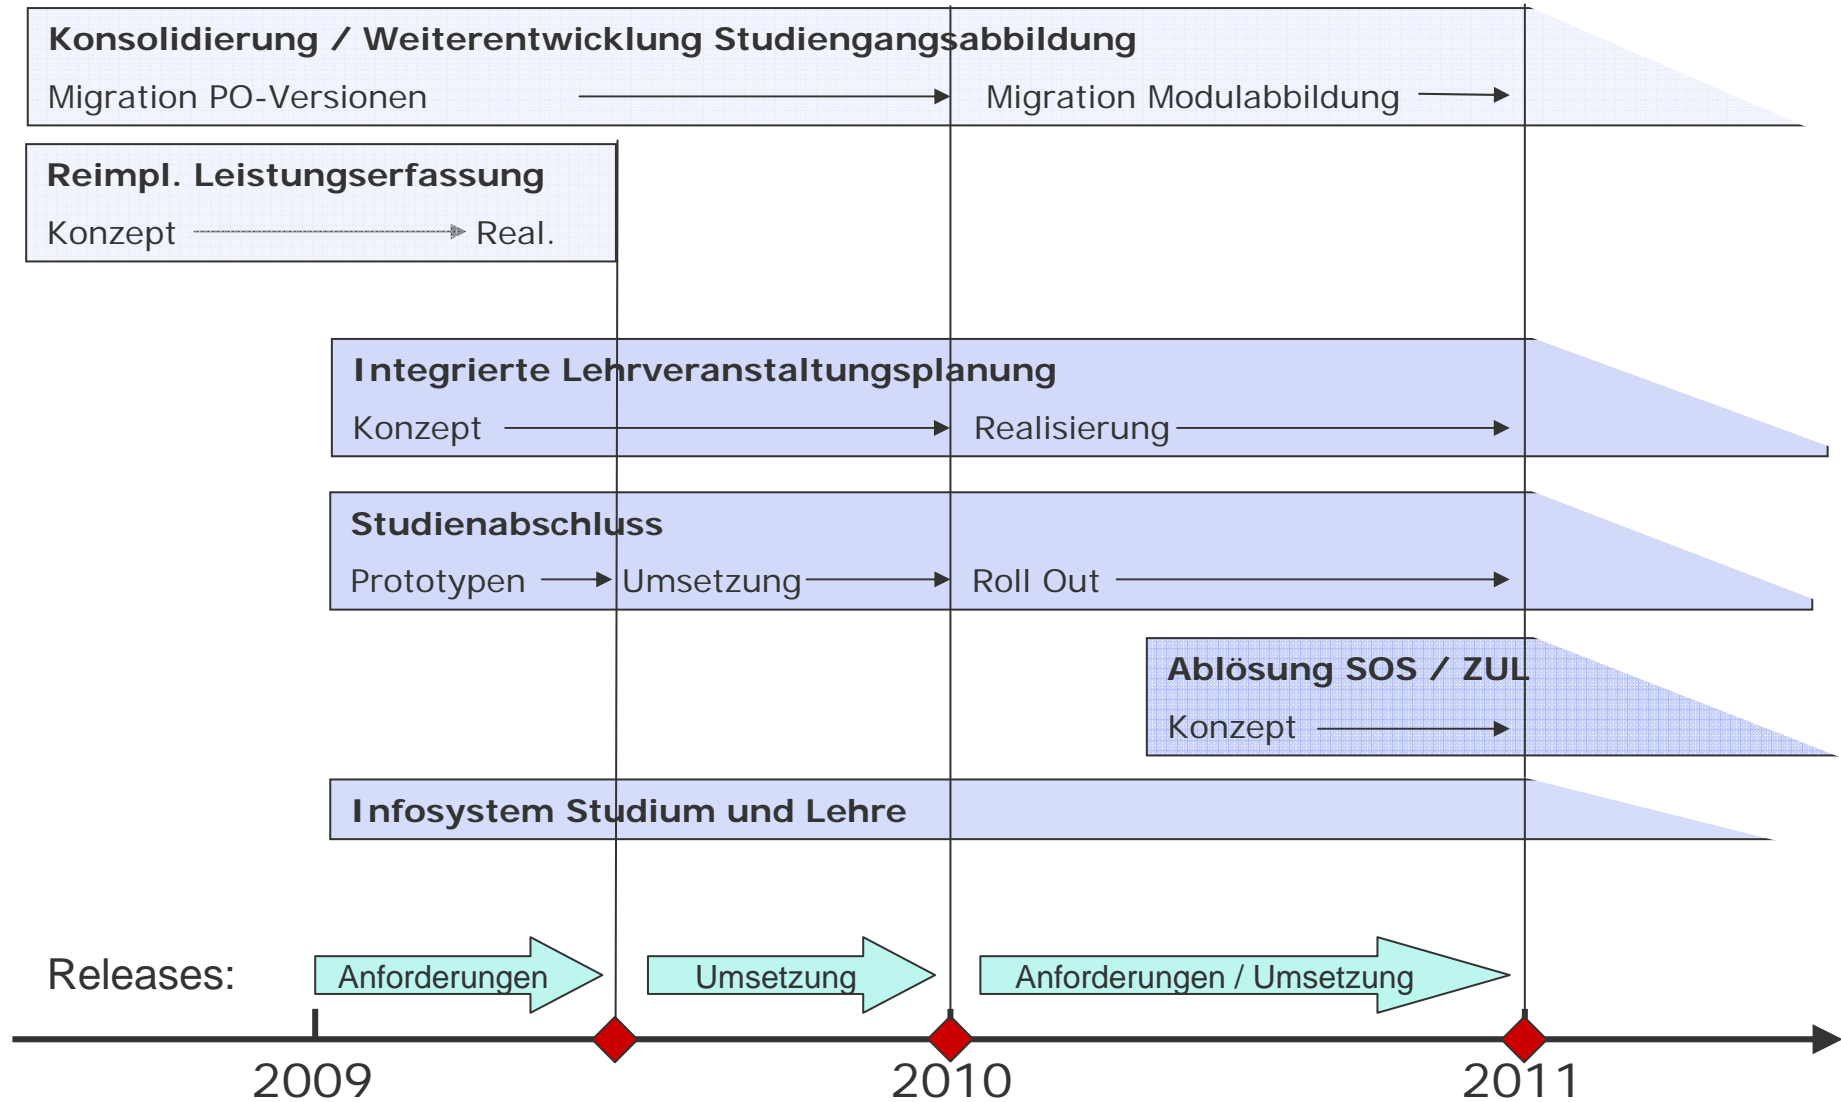 Konsolidierung / Weiterentwicklung Studiengangsabbildung
Migration PO-Versionen Migration Modulabbildung
Reimpl. Leistungserfassung
Konzept Real.
Integrierte Lehrveranstaltungsplanung
Konzept Realisierung
Studienabschluss
Prototypen Umsetzung Roll Out
Ablösung SOS / ZUL
Konzept
Infosystem Studium und Lehre
Releases: Anforderungen Umsetzung Anforderungen / Umsetzung
2009 2010 2011